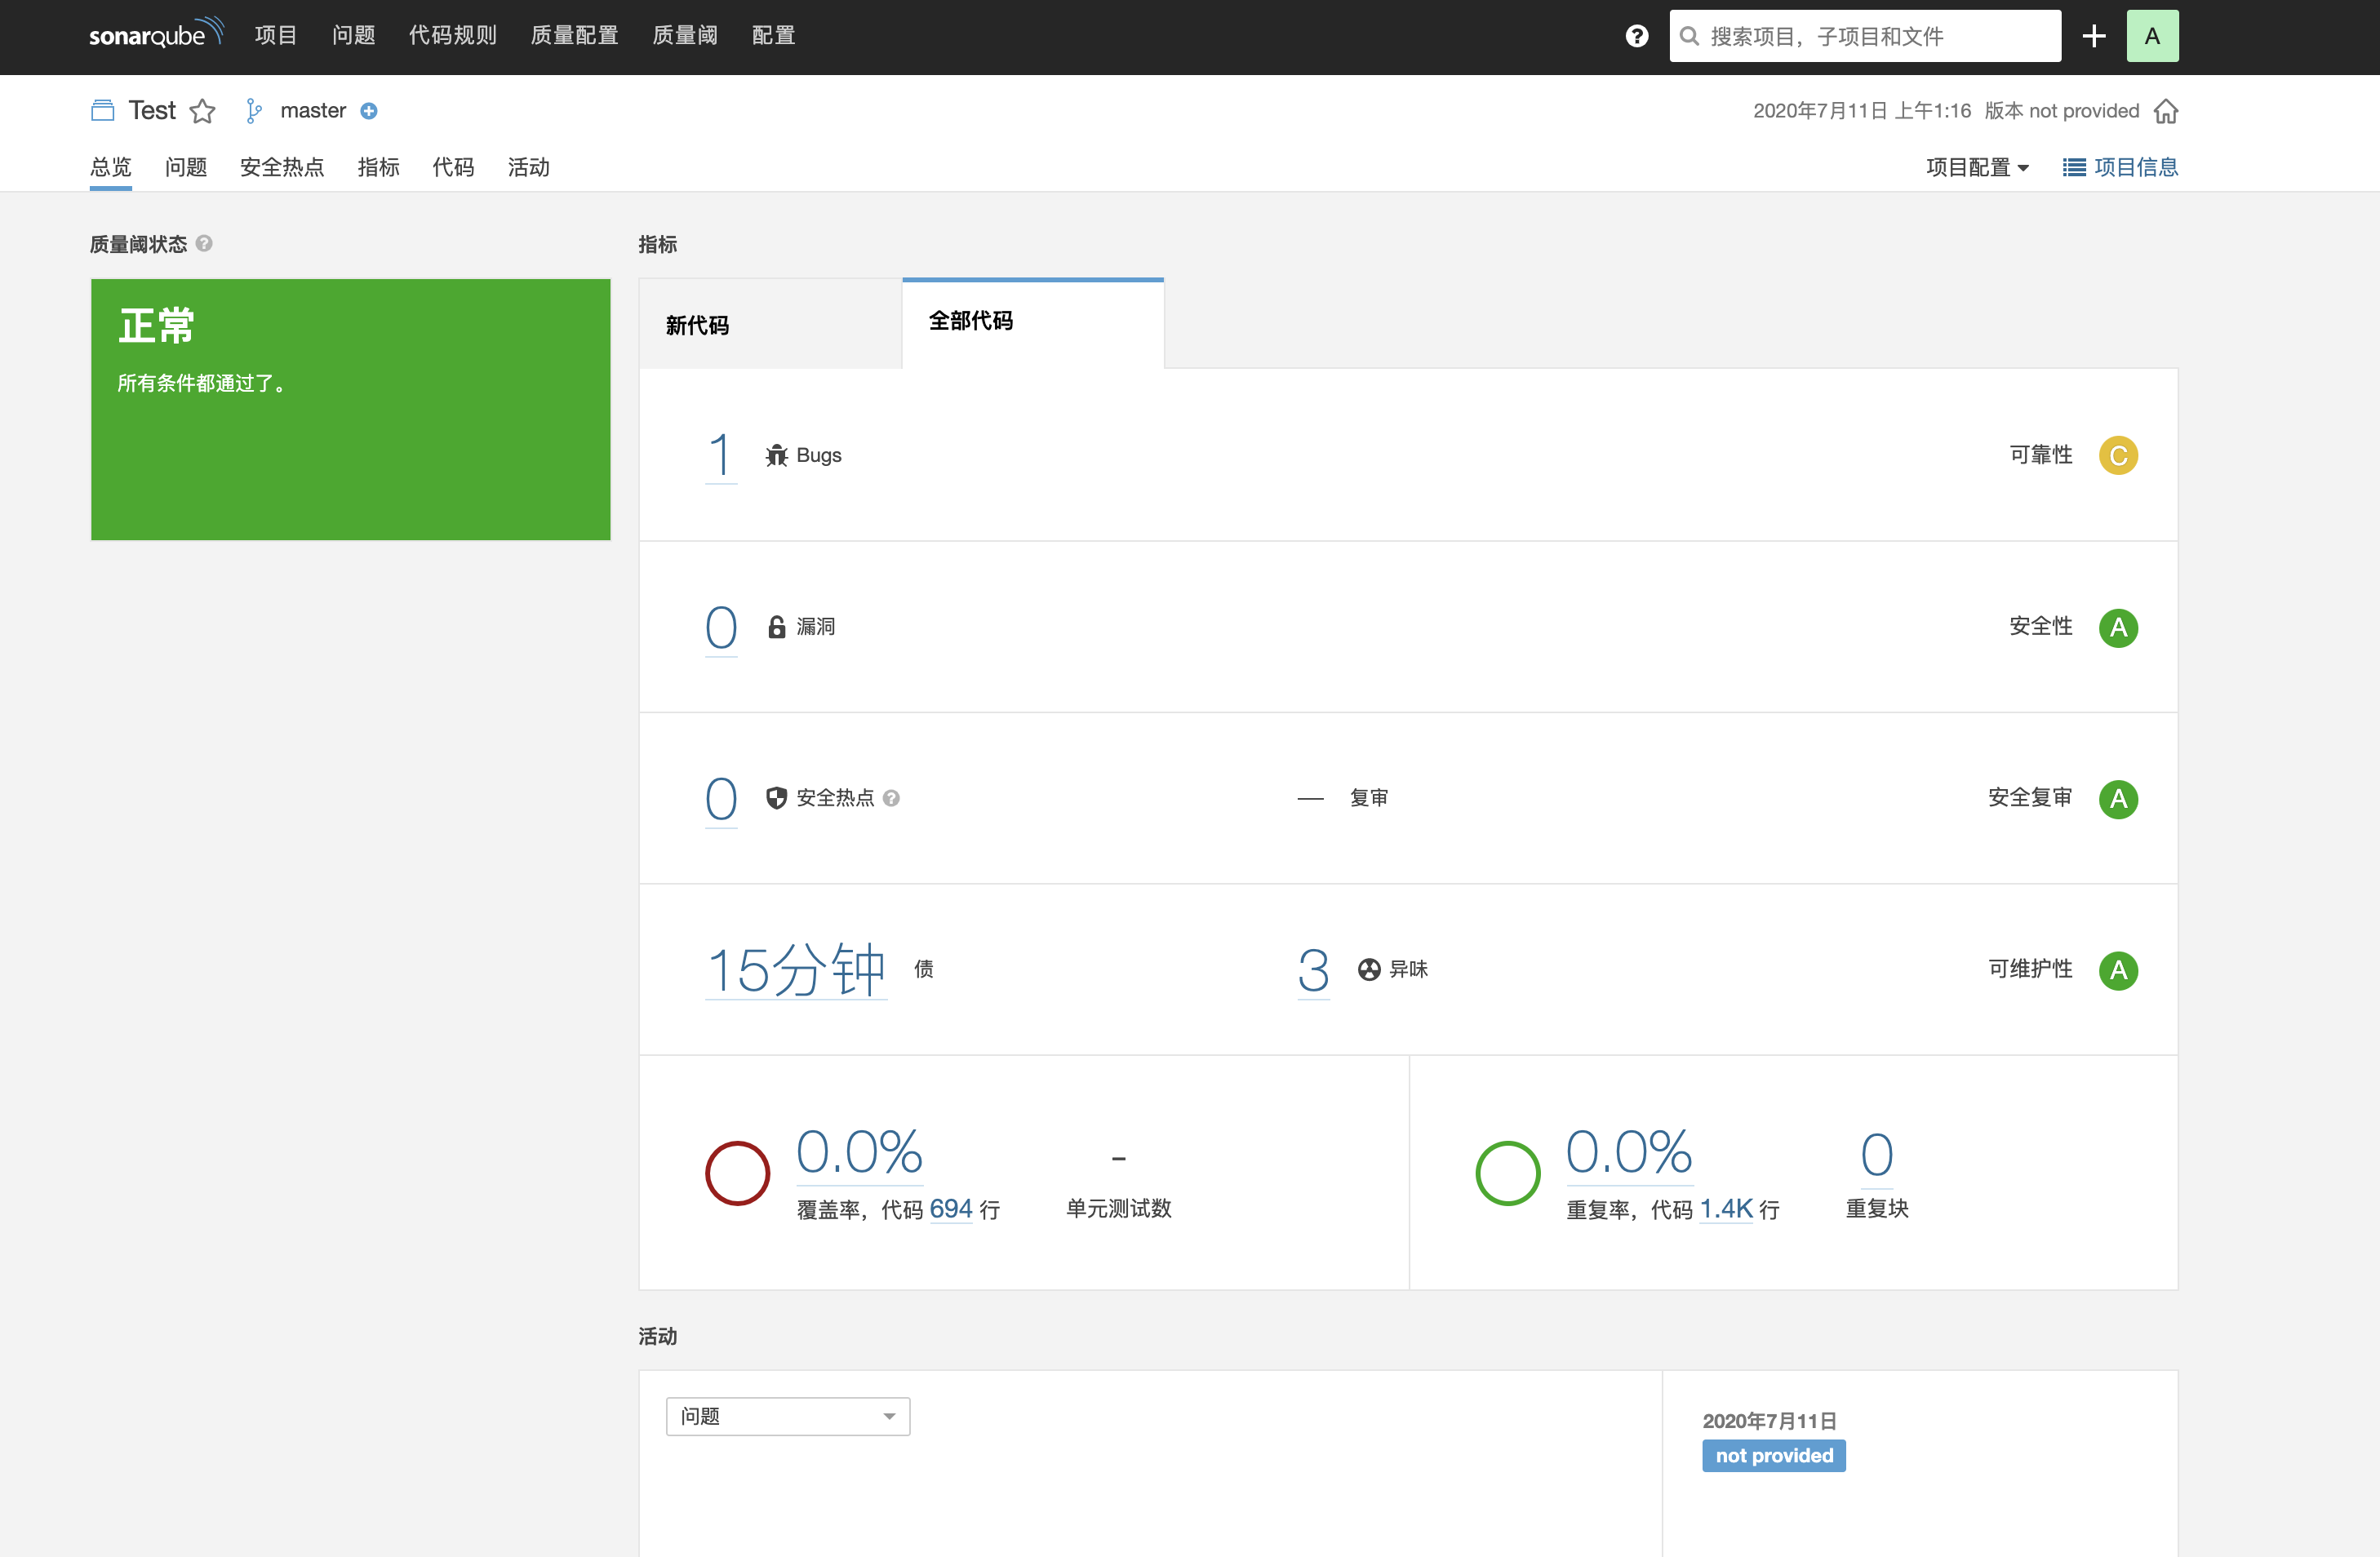 sonarqube 项目 问题 代码规则 质量配置 质量阈 配置 搜索项目，子项目和文件 A
Test master 2020年7月11日 上午1:16 版本 not provided
总览 问题 安全热点 指标 代码 活动 项目配置 项目信息
质量阈状态
正常
所有条件都通过了。
指标
新代码 全部代码
1 Bugs 可靠性 C
0 漏洞 安全性 A
0 安全热点 — 复审 安全复审 A
15分钟 债 3 异味 可维护性 A
0.0% - 0.0% 0
覆盖率，代码 694 行 单元测试数 重复率，代码 1.4K 行 重复块
活动
问题
2020年7月11日
not provided